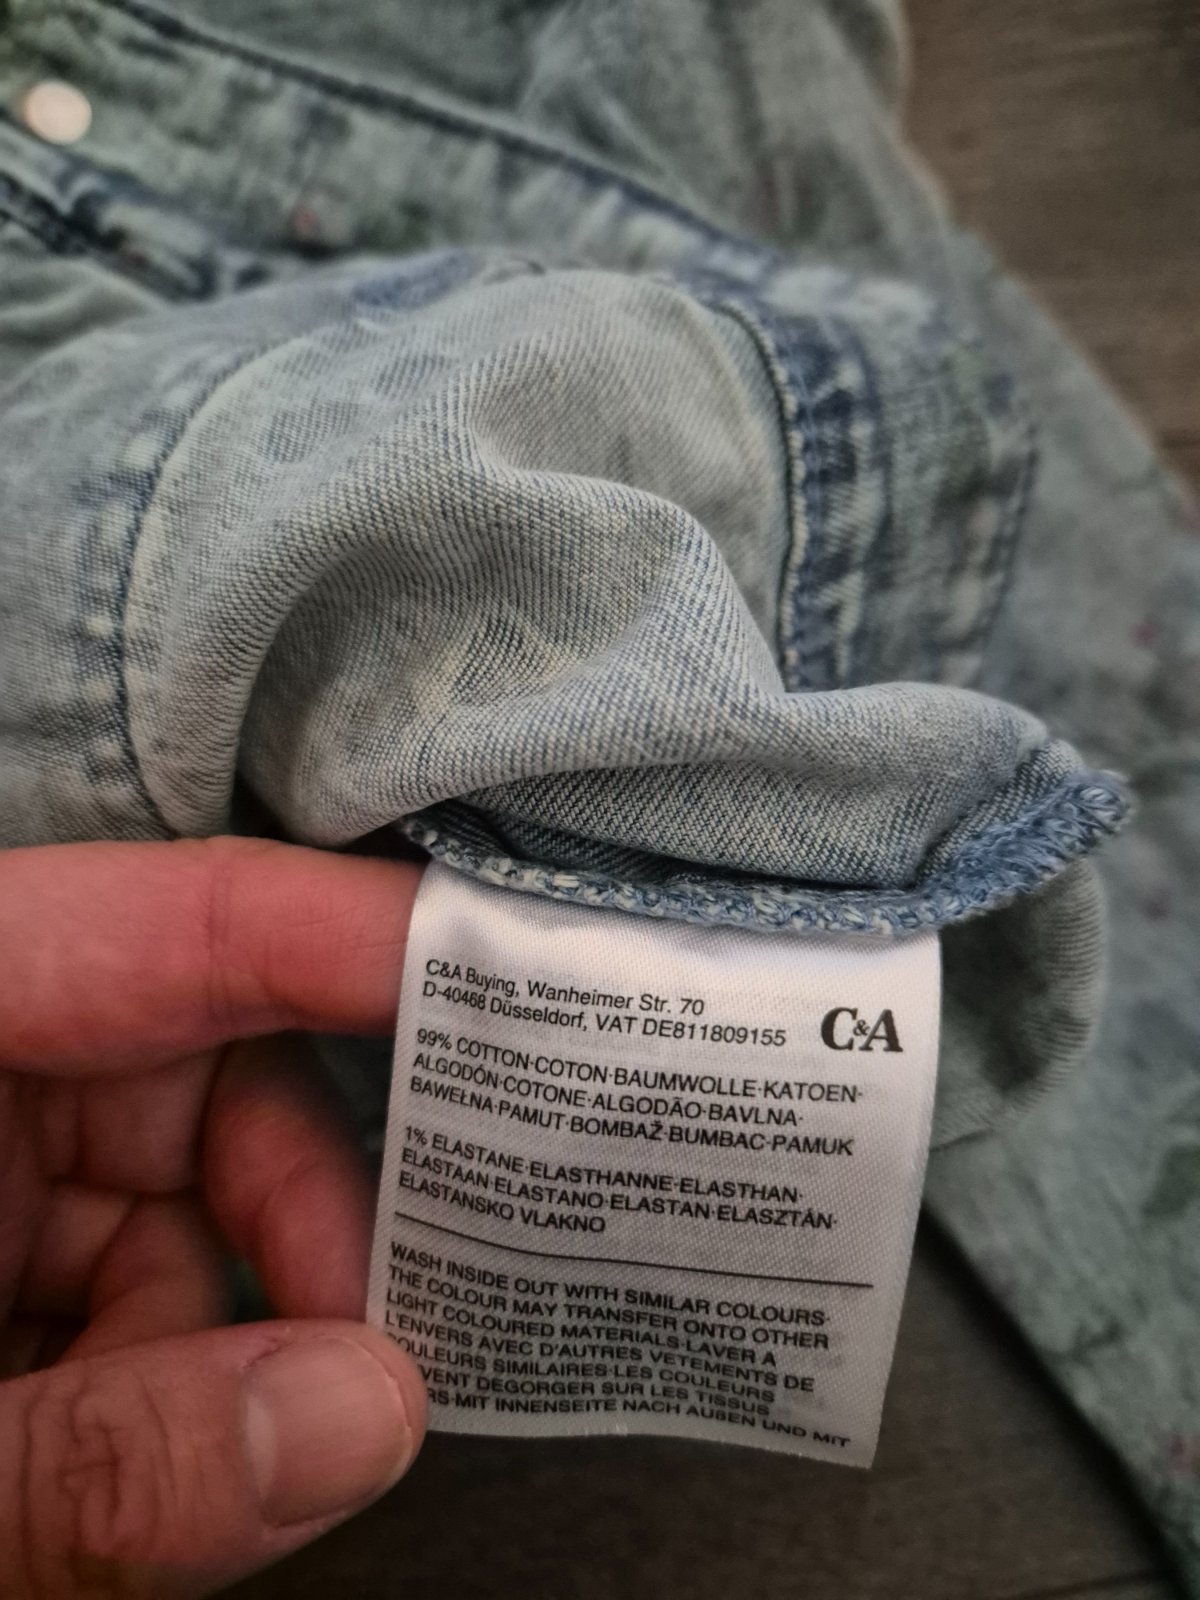 C&A Buying, Wanheimer Str. 70
D-40468 Düsseldorf, VAT DE811809155
C&A
99% COTTON·COTON·BAUMWOLLE·KATOEN·
ALGODÓN·COTONE·ALGODÃO·BAVLNA·
BAWEŁNA·PAMUT·BOMBAŽ·BUMBAC·PAMUK
1% ELASTANE·ELASTHANNE·ELASTHAN·
ELASTAAN·ELASTANO·ELASTAN·ELASZTÁN·
ELASTANSKO VLAKNO
WASH INSIDE OUT WITH SIMILAR COLOURS·
THE COLOUR MAY TRANSFER ONTO OTHER
LIGHT COLOURED MATERIALS·LAVER A
L'ENVERS AVEC D'AUTRES VETEMENTS DE
OULEURS SIMILAIRES·LES COULEURS
VENT DEGORGER SUR LES TISSUS
RS·MIT INNENSEITE NACH AUßEN UND MIT